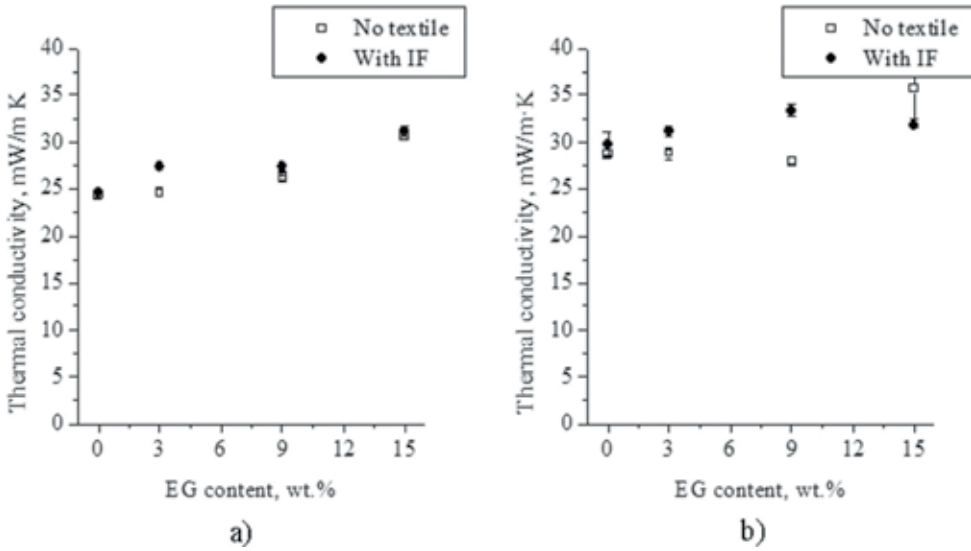 No textile
With IF
40
35
30
25
20
15
10
5
0
Thermal conductivity, mW/m K
0 3 6 9 12 15
EG content, wt.%
a)
No textile
With IF
40
35
30
25
20
15
10
5
0
Thermal conductivity, mW/m·K
0 3 6 9 12 15
EG content, wt.%
b)